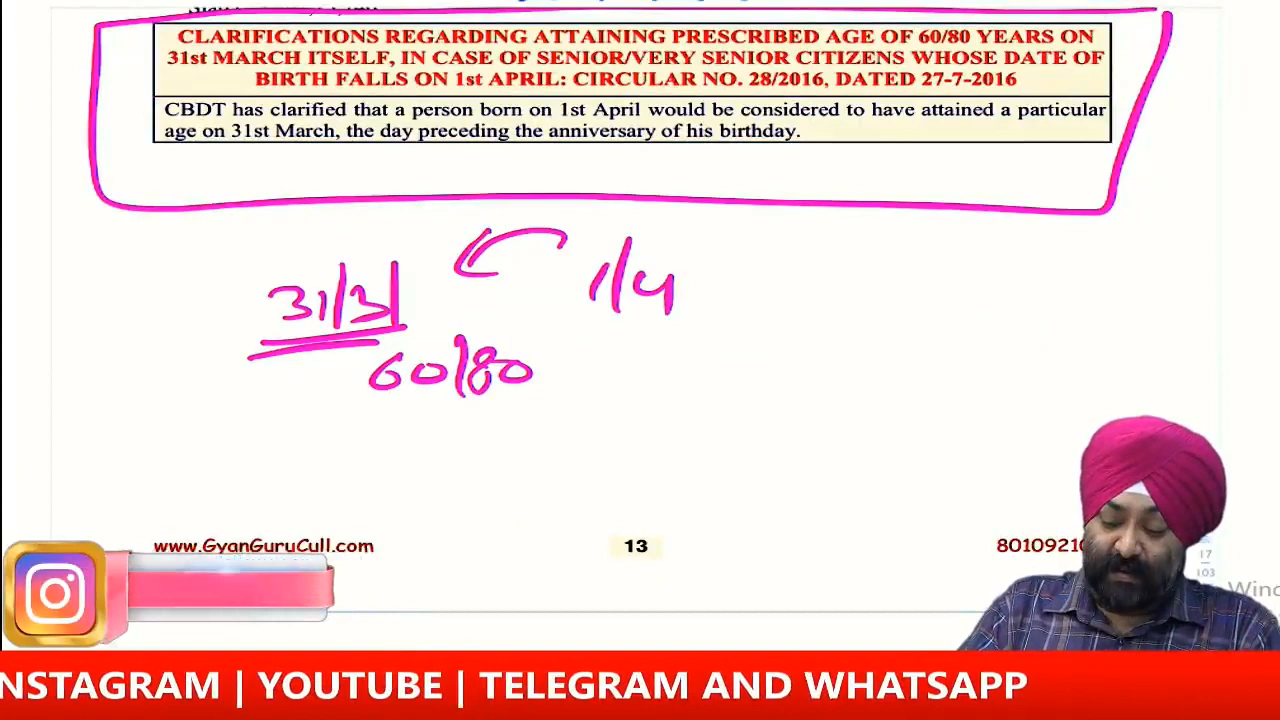 CLARIFICATIONS REGARDING ATTAINING PRESCRIBED AGE OF 60/80 YEARS ON
31st MARCH ITSELF, IN CASE OF SENIOR/VERY SENIOR CITIZENS WHOSE DATE OF
BIRTH FALLS ON 1st APRIL: CIRCULAR NO. 28/2016, DATED 27-7-2016
CBDT has clarified that a person born on 1st April would be considered to have attained a particular
age on 31st March, the day preceding the anniversary of his birthday.
1/4
31/3
60/80
www.GyanGuruCull.com
13
801092
17
103
Wind
NSTAGRAM | YOUTUBE | TELEGRAM AND WHATSAPP